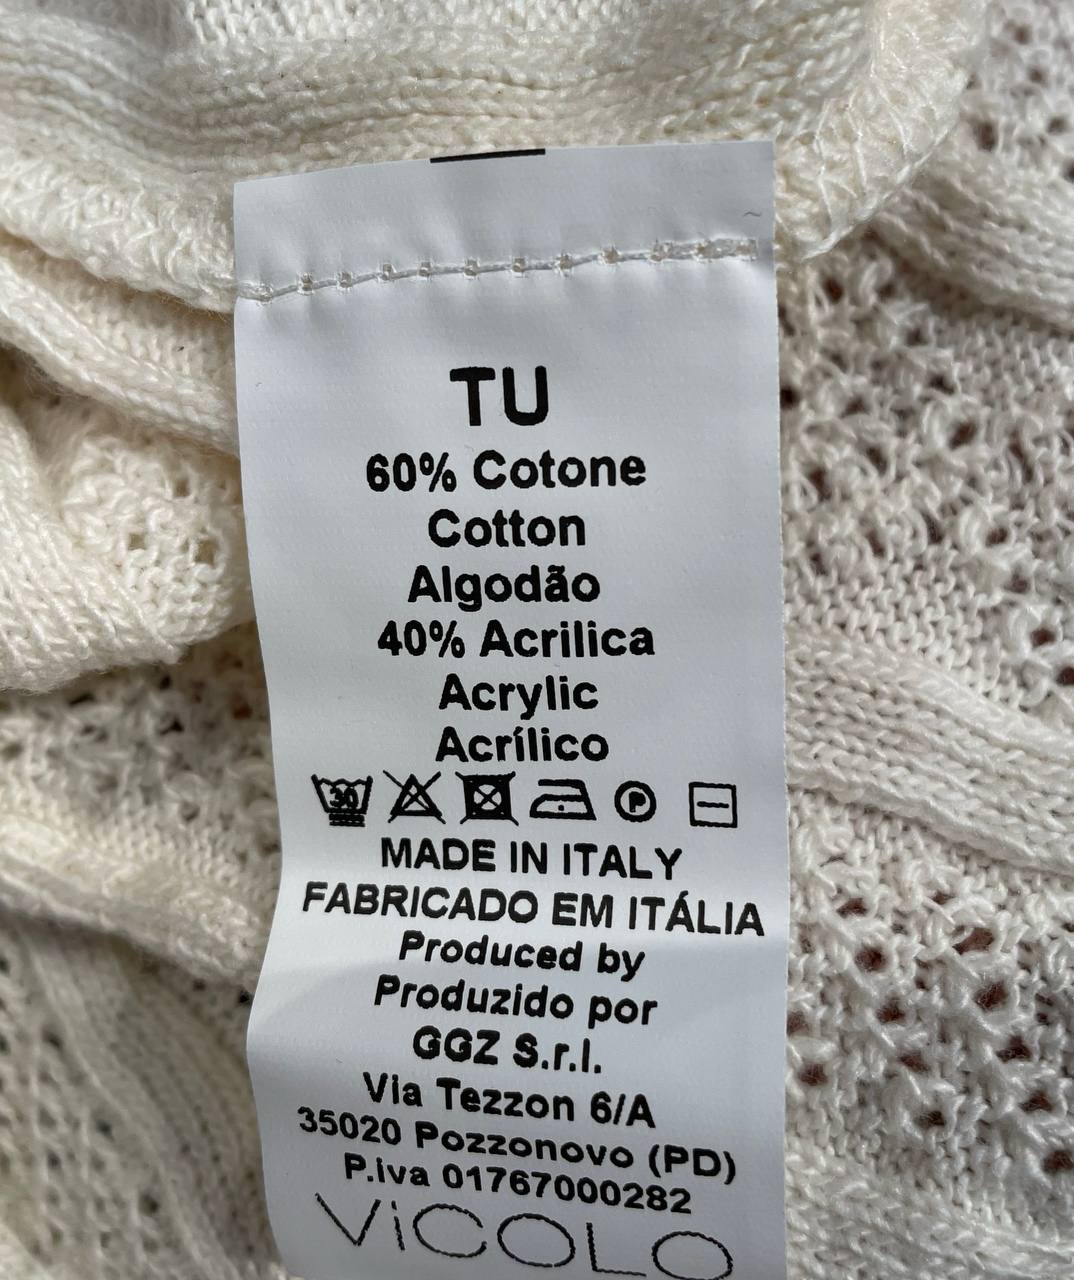 TU
60% Cotone
Cotton
Algodão
40% Acrilica
Acrylic
Acrílico
30 P
MADE IN ITALY
FABRICADO EM ITÁLIA
Produced by
Produzido por
GGZ S.r.l.
Via Tezzon 6/A
35020 Pozzonovo (PD)
P.iva 01767000282
ViCOLO